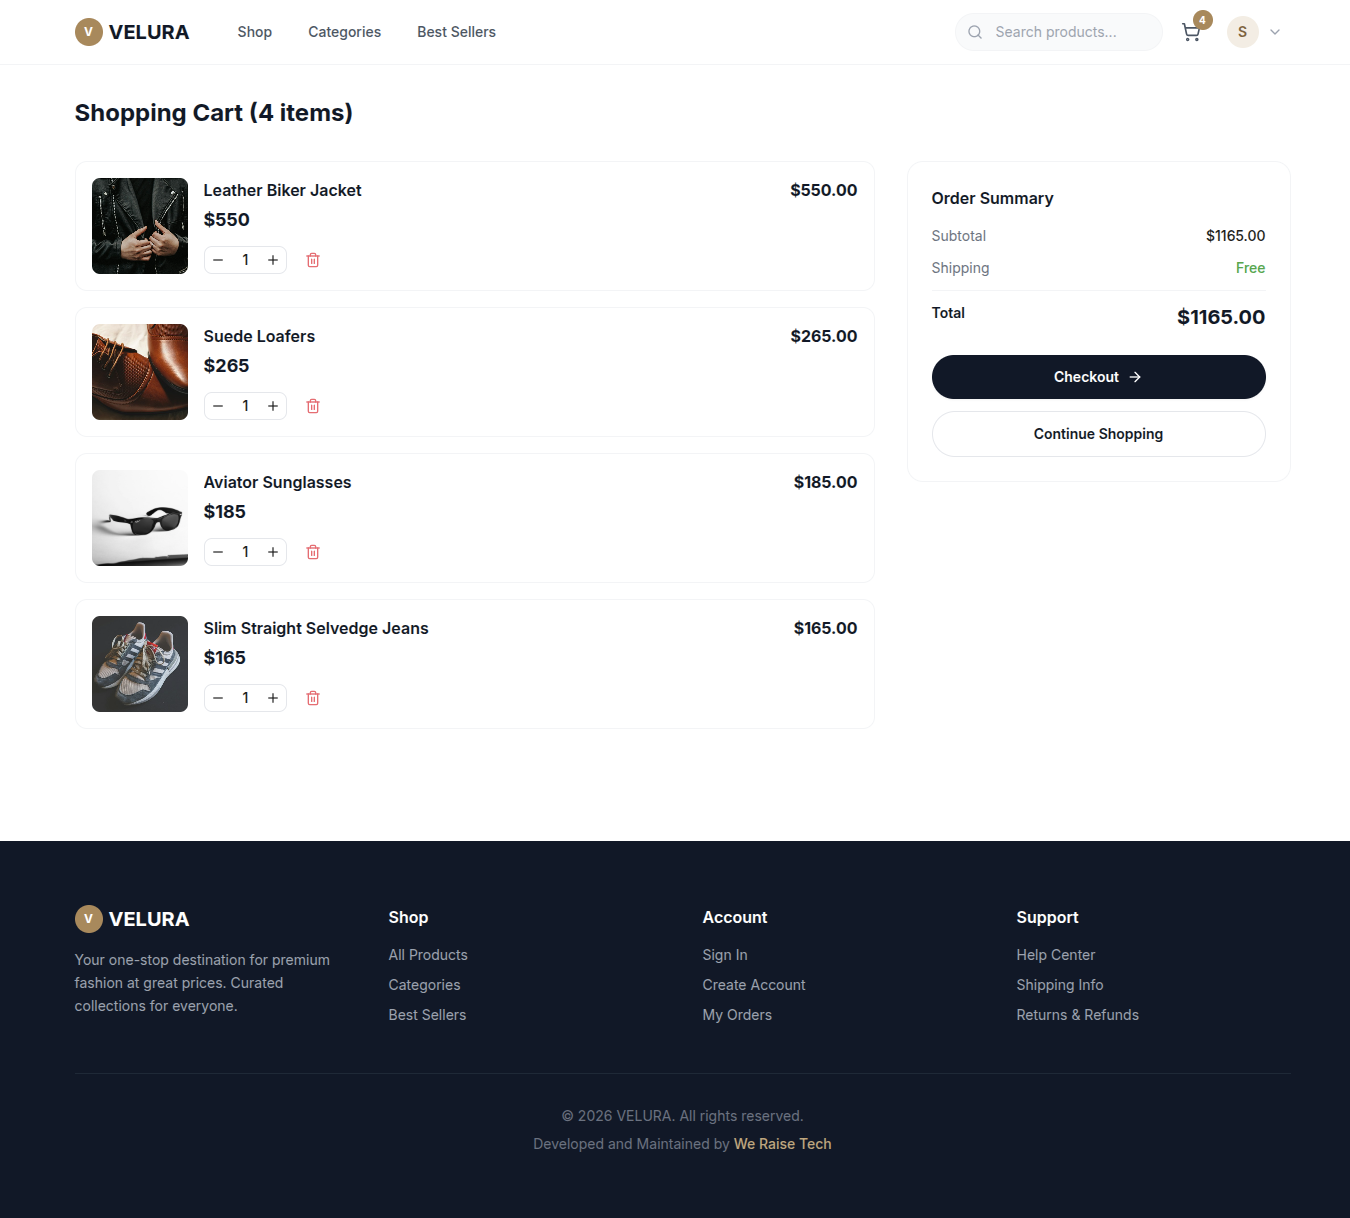 V VELURA
Shop
Categories
Best Sellers
Search products...
4
S
Shopping Cart (4 items)
Leather Biker Jacket
$550.00
$550
1
Suede Loafers
$265.00
$265
1
Aviator Sunglasses
$185.00
$185
1
Slim Straight Selvedge Jeans
$165.00
$165
1
Order Summary
Subtotal
$1165.00
Shipping
Free
Total
$1165.00
Checkout
Continue Shopping
V VELURA
Your one-stop destination for premium
fashion at great prices. Curated
collections for everyone.
Shop
All Products
Categories
Best Sellers
Account
Sign In
Create Account
My Orders
Support
Help Center
Shipping Info
Returns & Refunds
© 2026 VELURA. All rights reserved.
Developed and Maintained by We Raise Tech